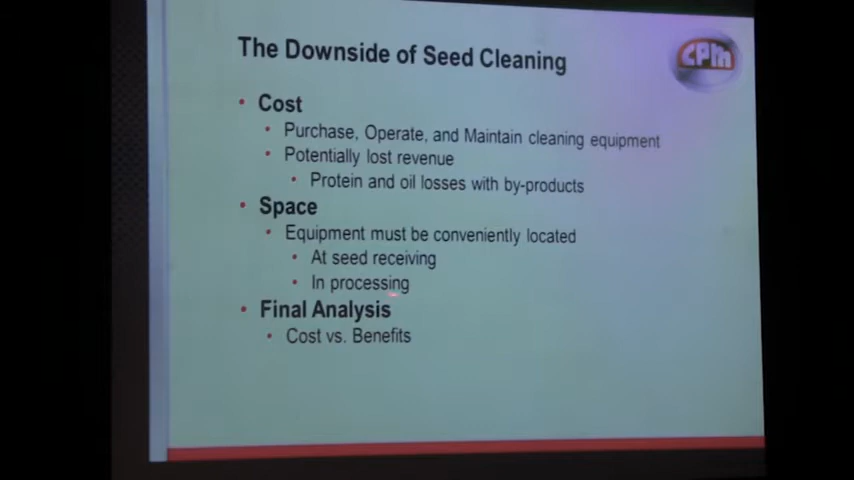 The Downside of Seed Cleaning
CPM
• Cost
• Purchase, Operate, and Maintain cleaning equipment
• Potentially lost revenue
• Protein and oil losses with by-products
• Space
• Equipment must be conveniently located
• At seed receiving
• In processing
• Final Analysis
• Cost vs. Benefits